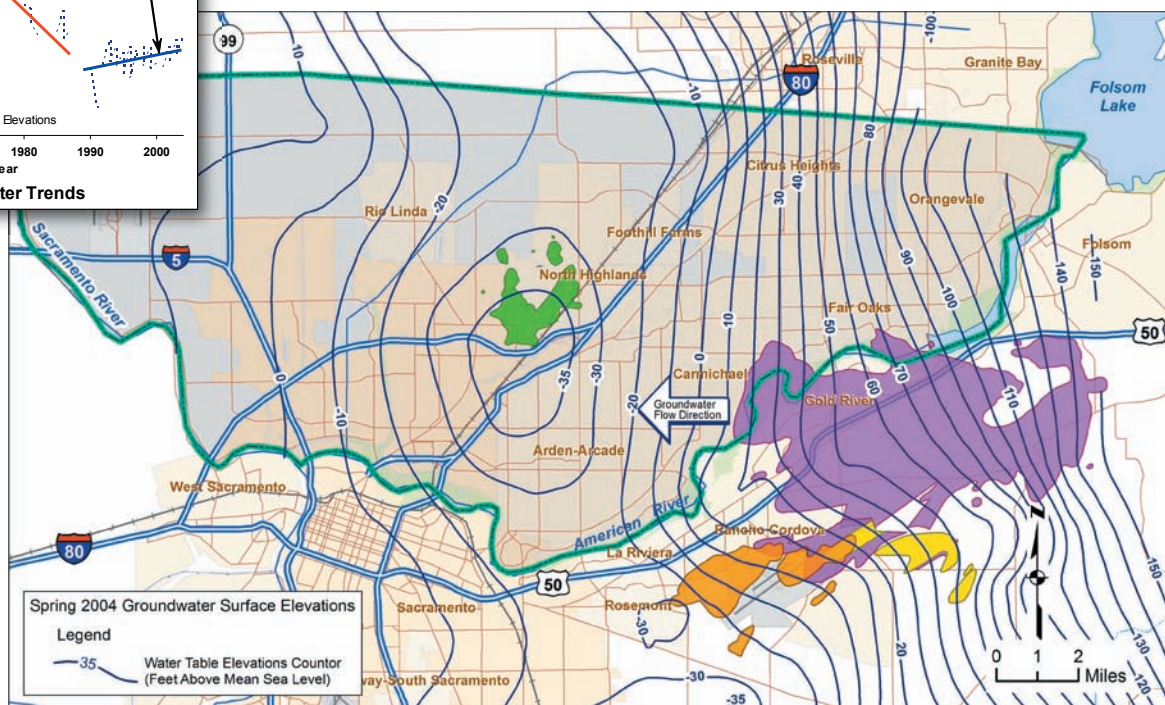 Elevations
1980
1990
2000
ear
ter Trends
99
10
-10
-100
Roseville
Granite Bay
Folsom
Lake
80
80
Citrus Heights
30
40
Orangevale
Rio Linda
-20
Foothill Farms
Folsom
Sacramento River
5
North Highlands
90
140
-150
100
Fair Oaks
10
50
50
0
-35
-30
Carmichael
0
-10
-20
Groundwater
Flow Direction
60
70
Gold River
110
Arden-Arcade
West Sacramento
American River
Rancho Cordova
N
80
La Riviera
50
Rosemont
Sacramento
-30
150
20
130
120
way-South Sacramento
-30
-35
Spring 2004 Groundwater Surface Elevations
Legend
-35
Water Table Elevations Countor
(Feet Above Mean Sea Level)
0 1 2
Miles